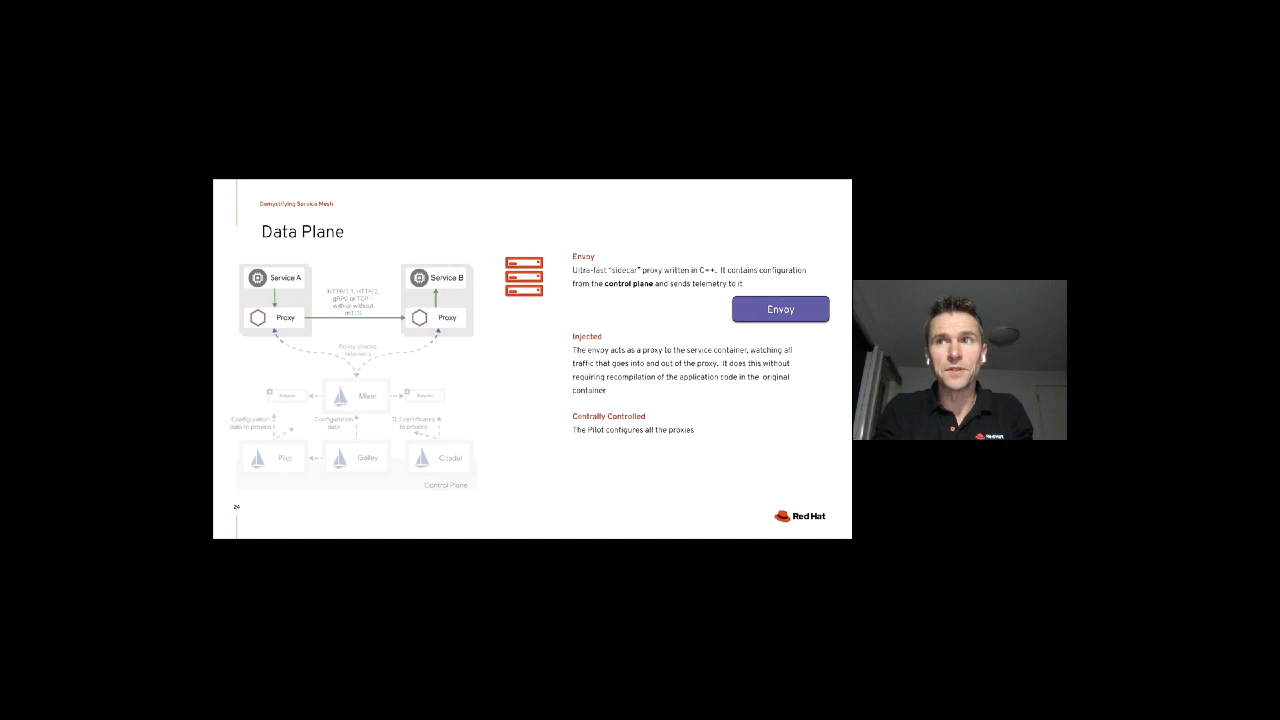 Demystifying Service Mesh
Data Plane
Service A
Service B
HTTP/1.1, HTTP/2,
gRPC or TCP -
with or without
mTLS
Proxy
Proxy
Policy checks
telemetry
Mixer
Adapter
Adapter
Configuration
data to proxies
Configuration
data
TLS certificates
to proxies
Pilot
Galley
Citadel
Control Plane
Envoy
Ultra-fast "sidecar" proxy written in C++. It contains configuration
from the control plane and sends telemetry to it
Envoy
Injected
The envoy acts as a proxy to the service container, watching all
traffic that goes into and out of the proxy. It does this without
requiring recompilation of the application code in the original
container
Centrally Controlled
The Pilot configures all the proxies
24
Red Hat
Red Hat